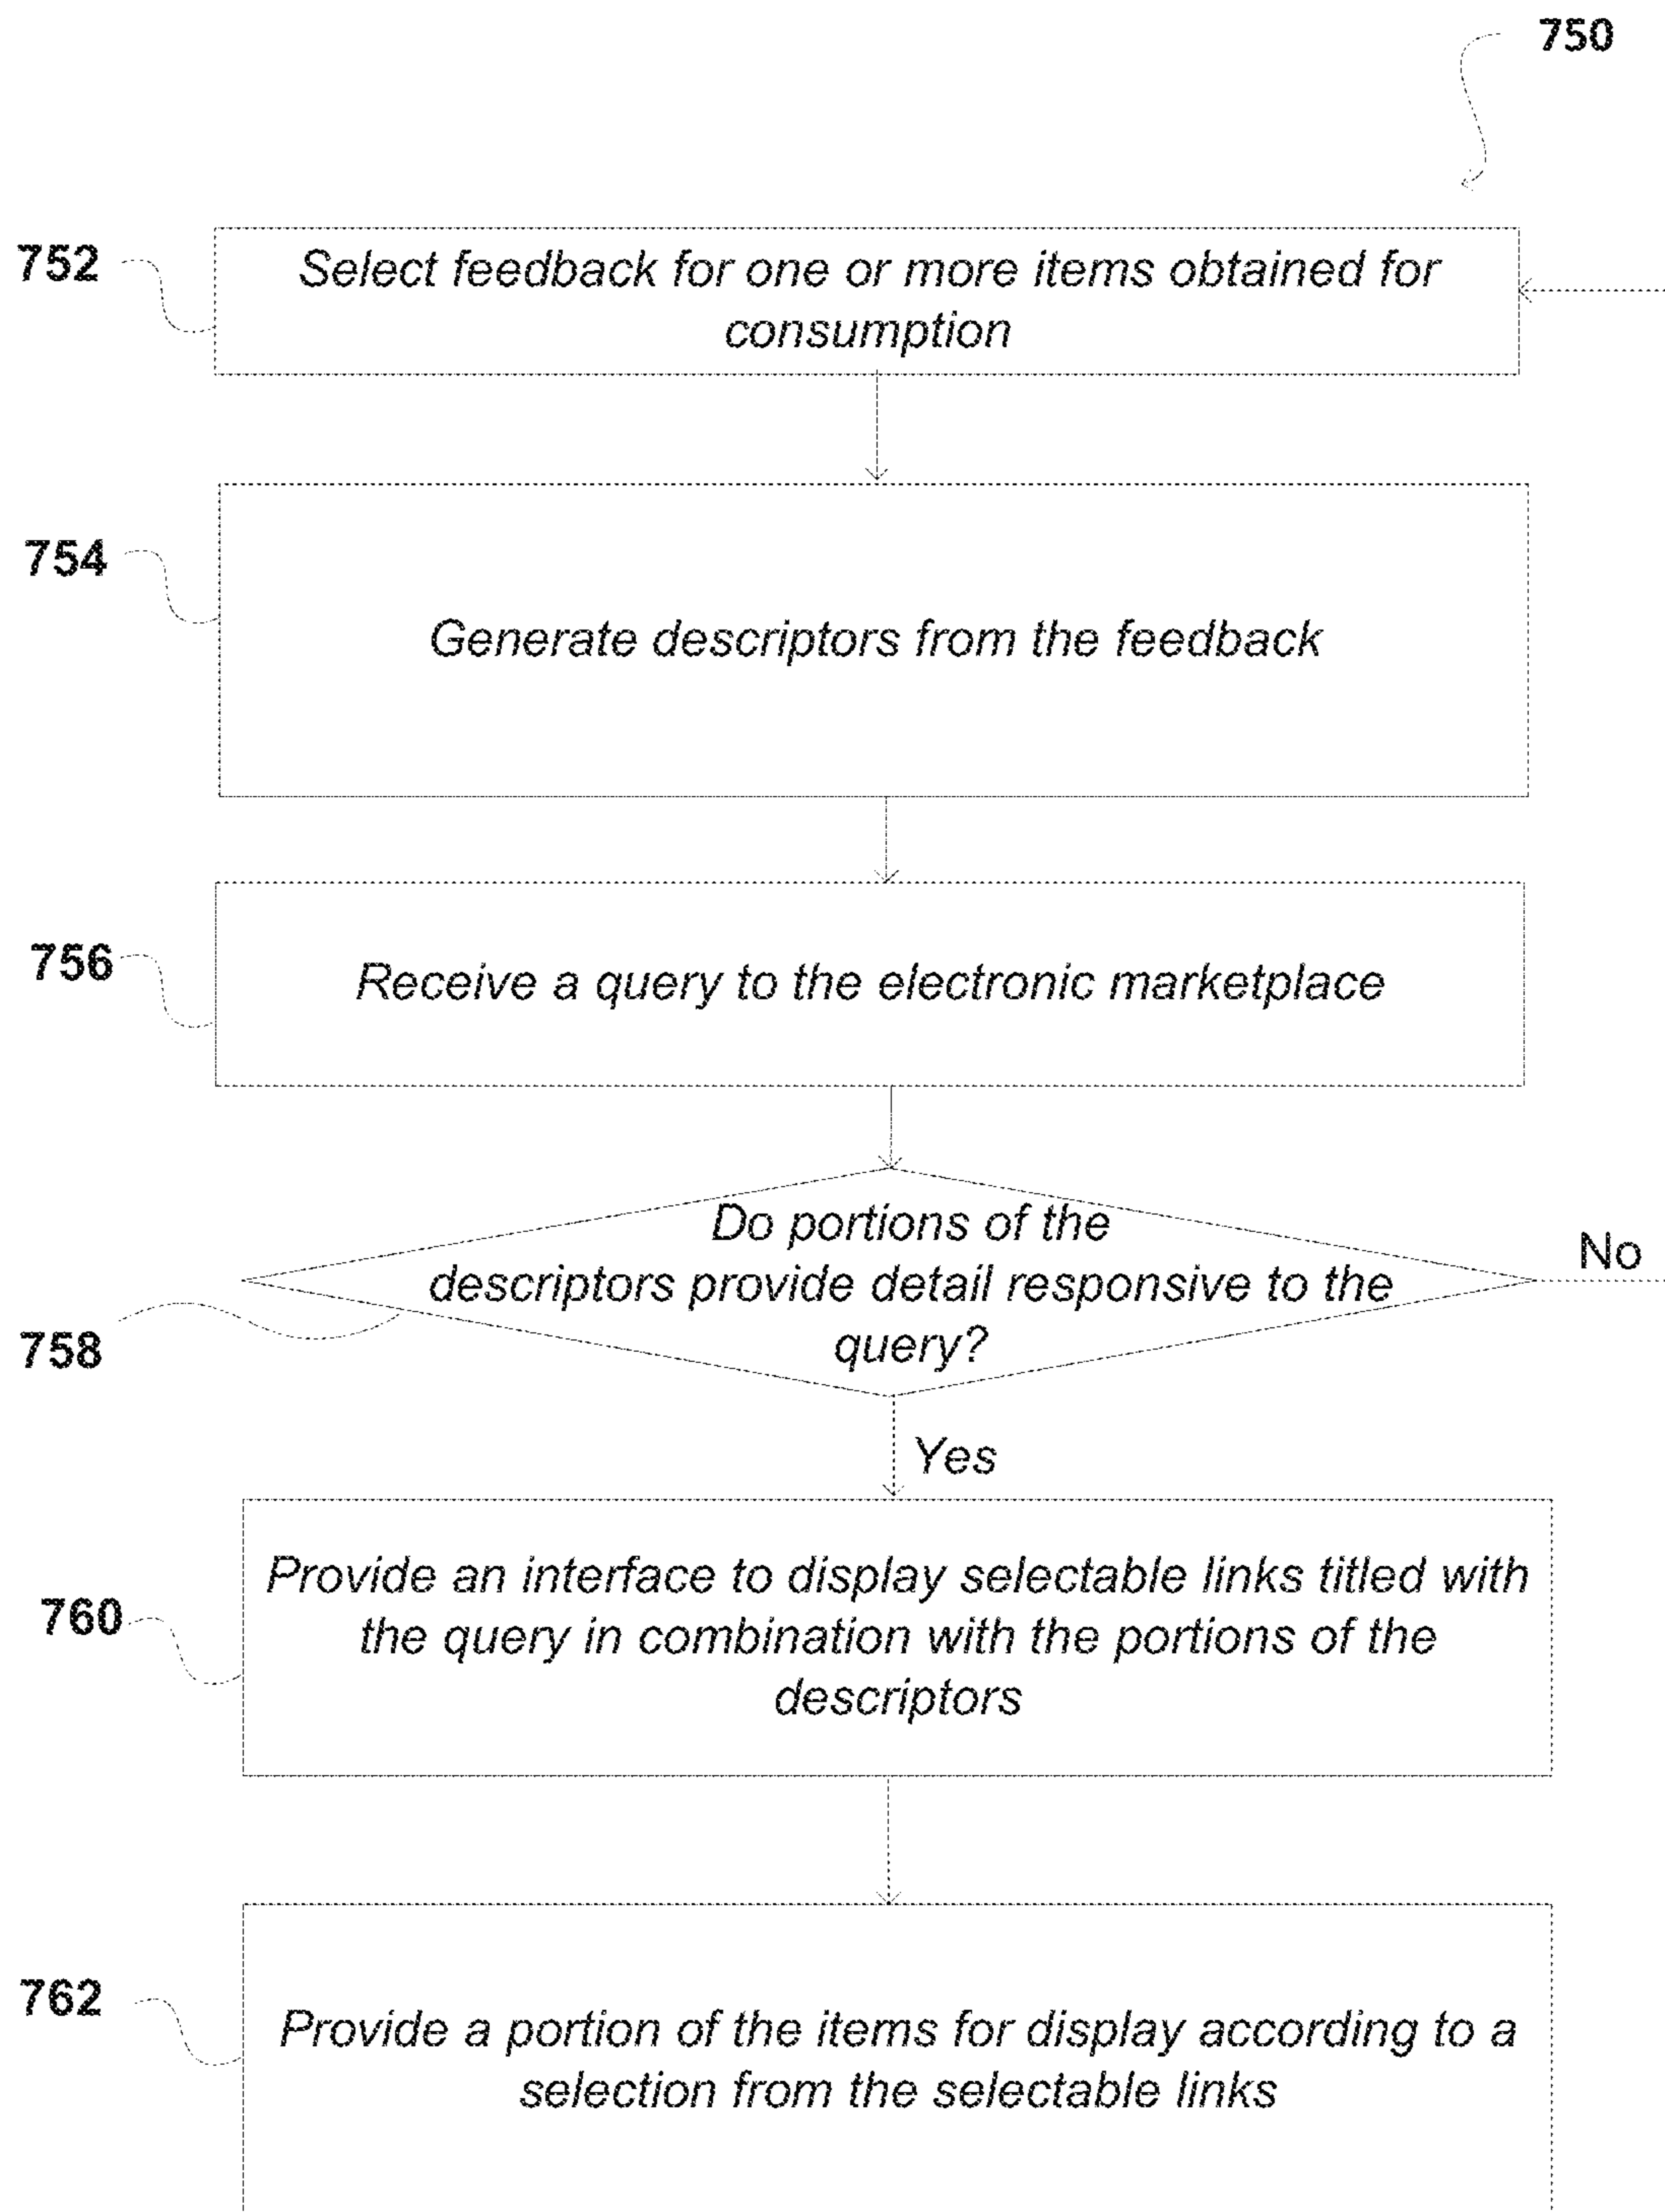 750
752
Select feedback for one or more items obtained for
consumption
754
Generate descriptors from the feedback
756
Receive a query to the electronic marketplace
Do portions of the
descriptors provide detail responsive to the
query?
No
758
Yes
760
Provide an interface to display selectable links titled with
the query in combination with the portions of the
descriptors
762
Provide a portion of the items for display according to a
selection from the selectable links